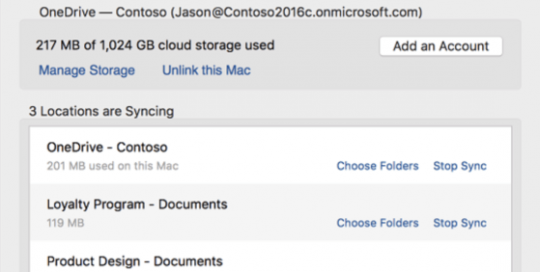 OneDrive — Contoso (Jason@Contoso2016c.onmicrosoft.com)
217 MB of 1,024 GB cloud storage used
Add an Account
Manage Storage Unlink this Mac
3 Locations are Syncing
OneDrive - Contoso
201 MB used on this Mac
Choose Folders Stop Sync
Loyalty Program - Documents
119 MB
Choose Folders Stop Sync
Product Design - Documents